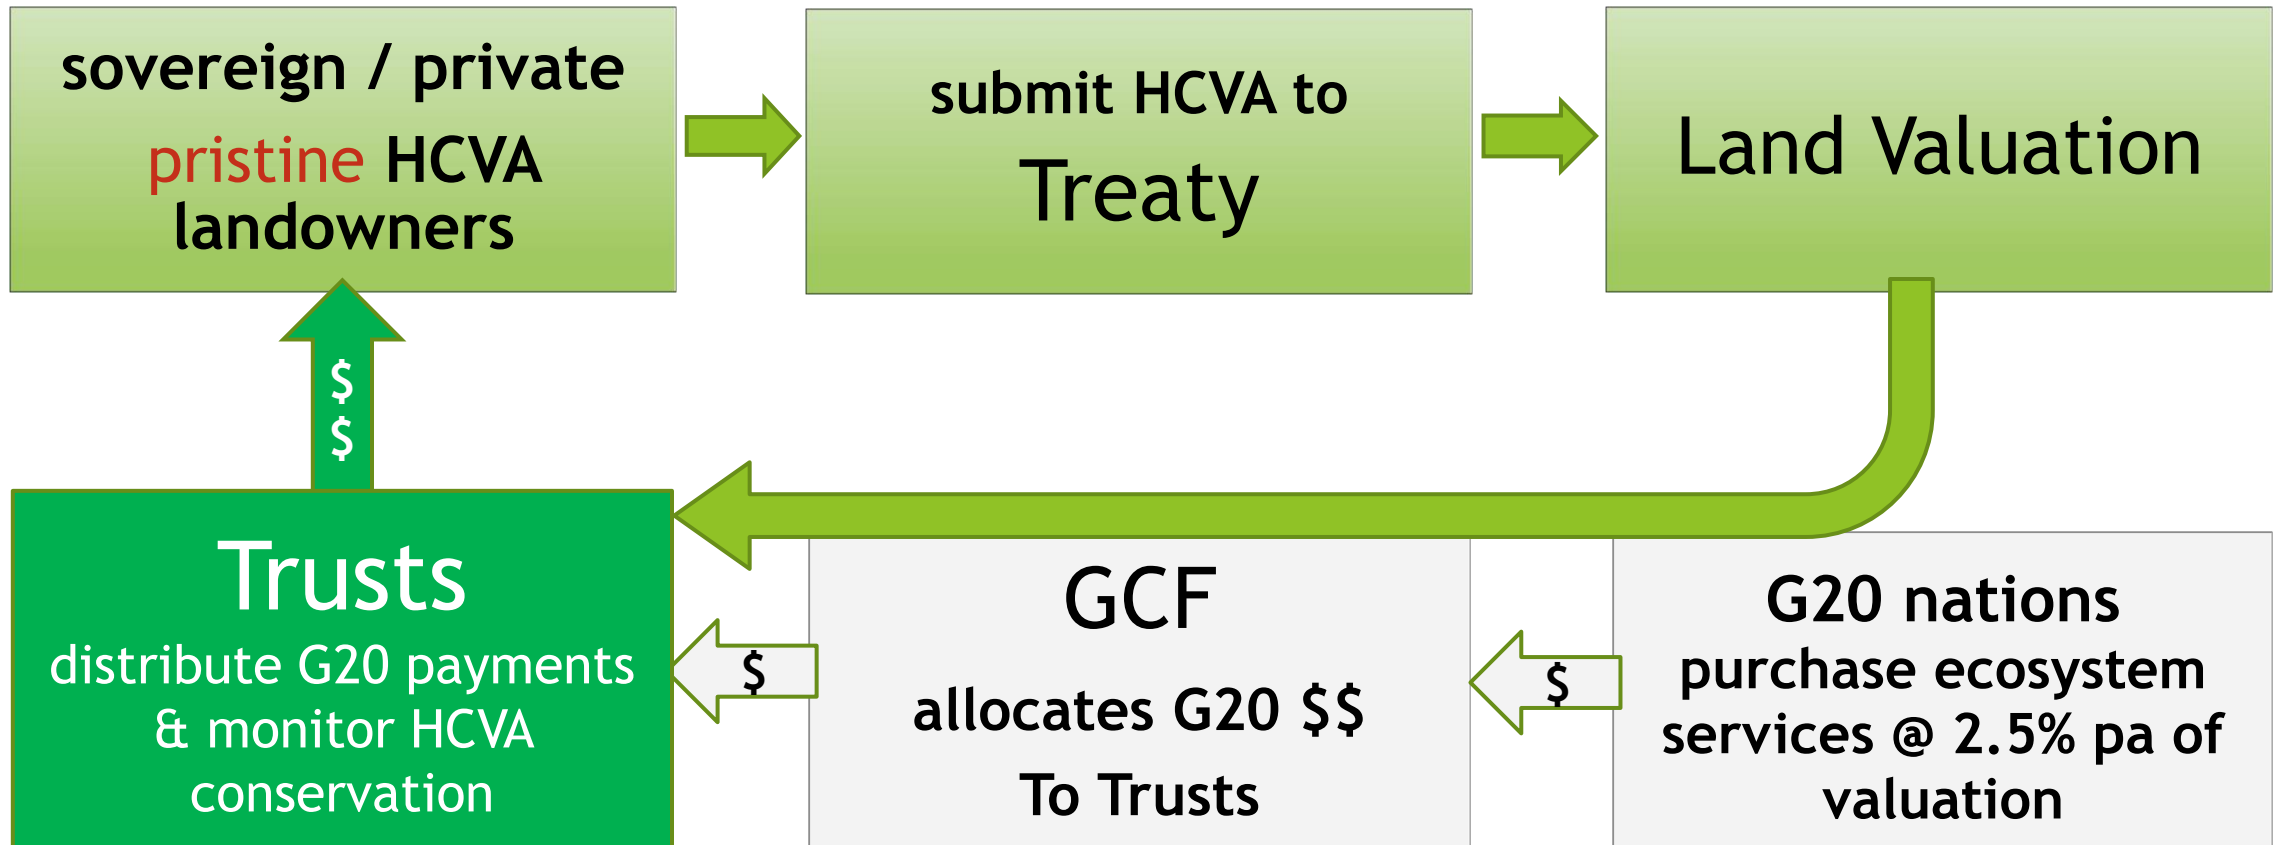 sovereign / private
pristine HCVA
landowners
submit HCVA to
Treaty
Land Valuation
$
$
Trusts
distribute G20 payments
& monitor HCVA
conservation
$
GCF
allocates G20 $$
To Trusts
$
G20 nations
purchase ecosystem
services @ 2.5% pa of
valuation